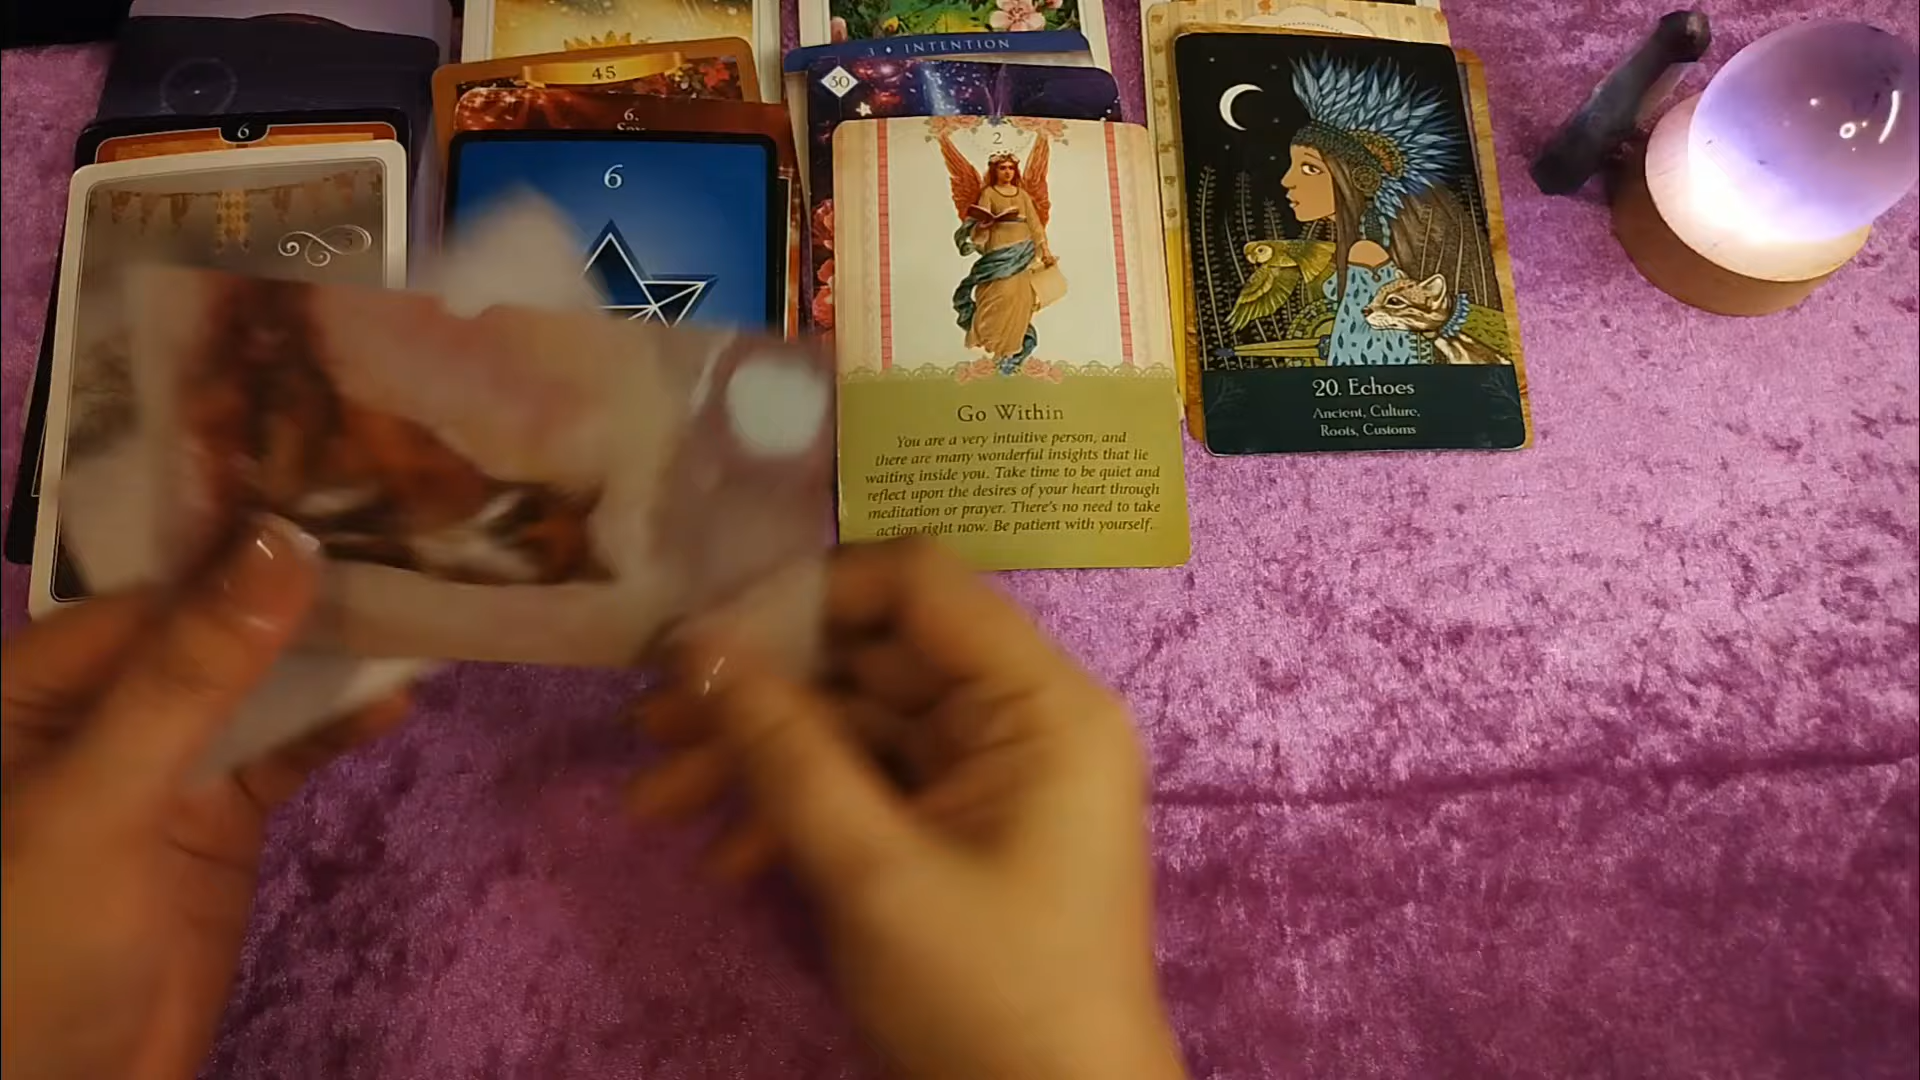 3 • INTENTION
45
30
6.
6
6
2
5
Go Within
You are a very intuitive person, and
there are many wonderful insights that lie
waiting inside you. Take time to be quiet and
reflect upon the desires of your heart through
meditation or prayer. There's no need to take
action right now. Be patient with yourself.
20. Echoes
Ancient, Culture,
Roots, Customs